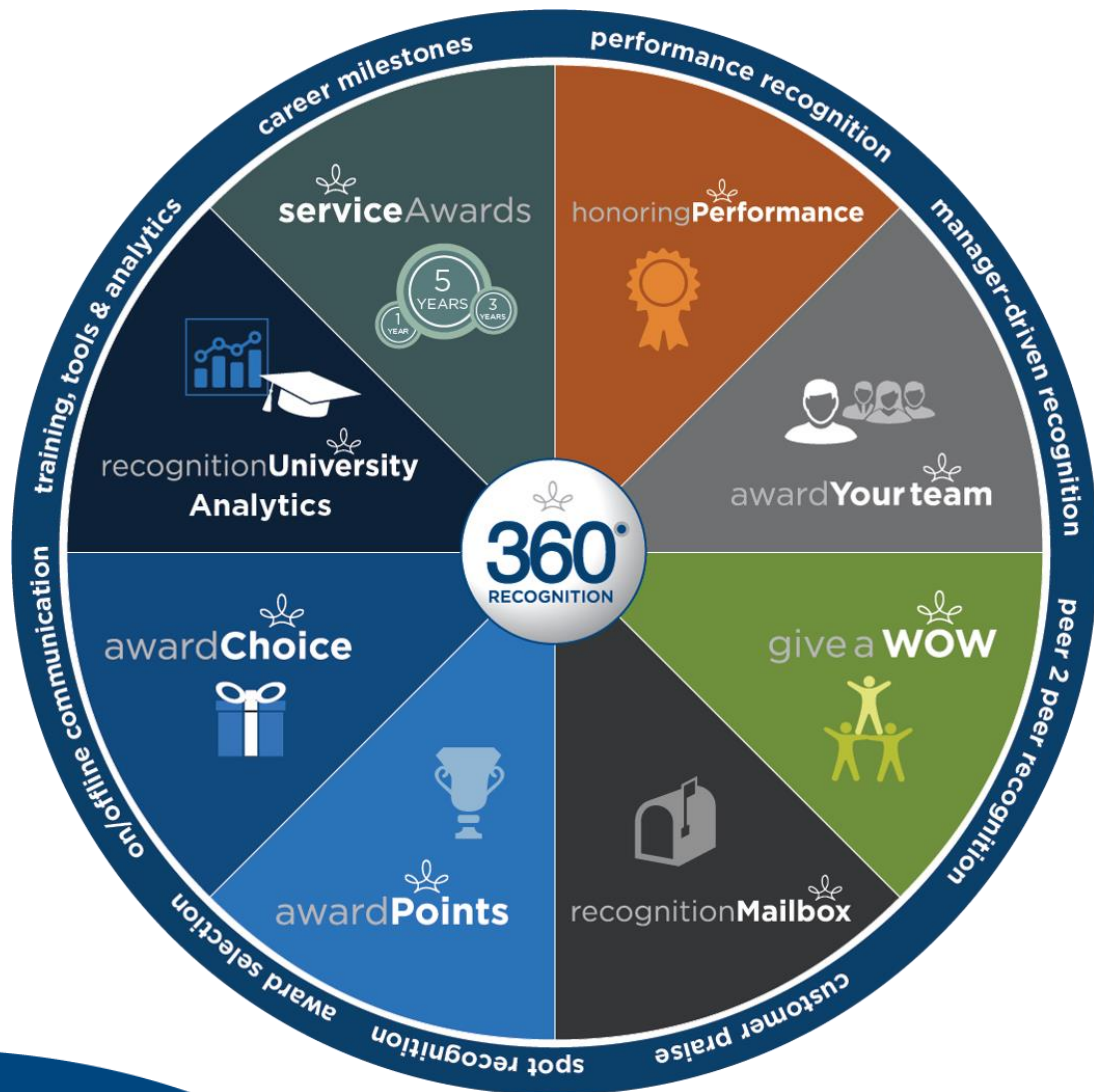 career milestones
performance recognition
manager-driven recognition
peer 2 peer recognition
customer praise
spot recognition
award selection
on/offline communication
training, tools & analytics
serviceAwards
5
YEARS
1
YEAR
3
YEARS
honoringPerformance
awardYour team
give a WOW
recognitionMailbox
awardPoints
awardChoice
recognitionUniversity
Analytics
360°
RECOGNITION